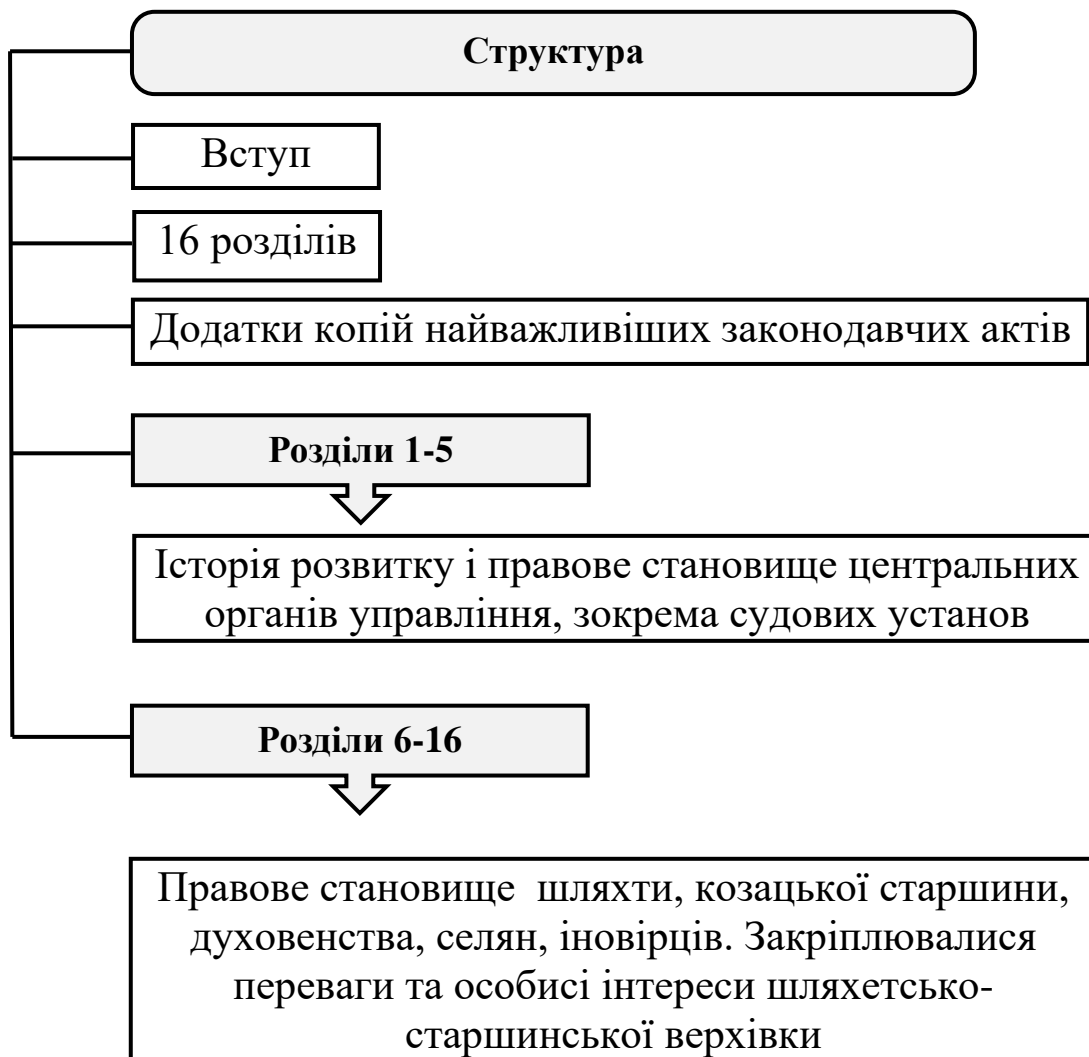 Структура
Вступ
16 розділів
Додатки копій найважливіших законодавчих актів
Розділи 1-5
Історія розвитку і правове становище центральних
органів управління, зокрема судових установ
Розділи 6-16
Правове становище шляхти, козацької старшини,
духовенства, селян, іновірців. Закріплювалися
переваги та особисі інтереси шляхетсько-
старшинської верхівки